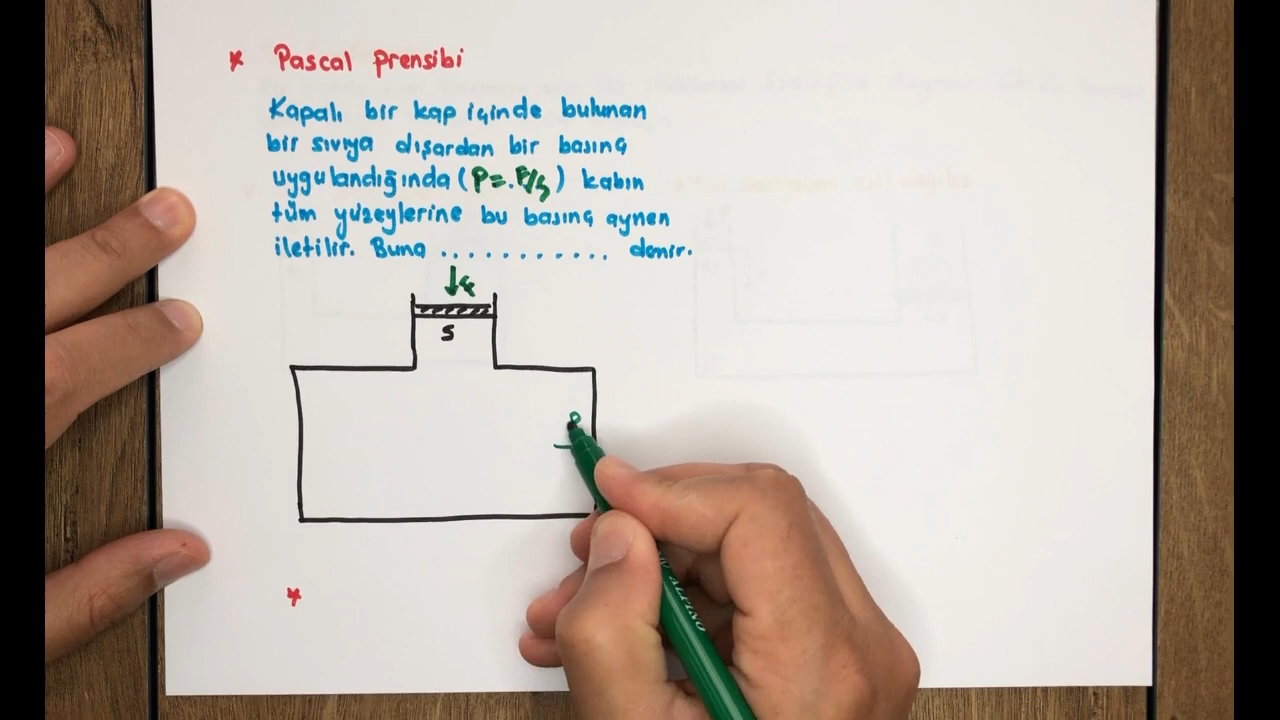 * Pascal prensibi
Kapalı bir kap içinde bulunan
bir sıvıya dışardan bir basınç
uygulandığında (P=.F/S) kabın
tüm yüzeylerine bu basınç aynen
iletilir. Buna ............ denir.
F
S
P
*